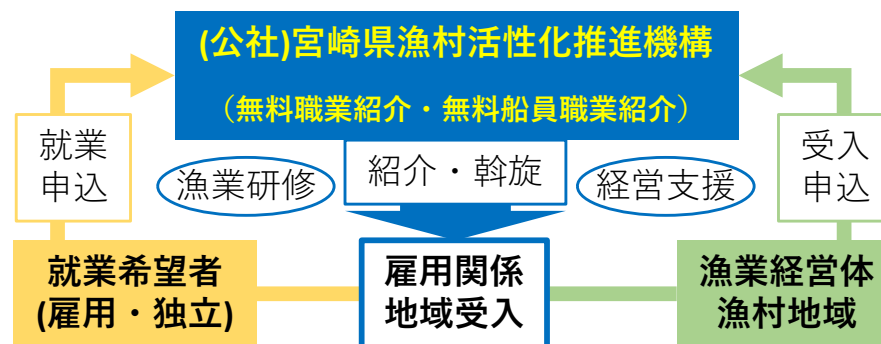 (公社)宮崎県漁村活性化推進機構
（無料職業紹介・無料船員職業紹介）
就業
申込
漁業研修
紹介・斡旋
経営支援
受入
申込
就業希望者
(雇用・独立)
雇用関係
地域受入
漁業経営体
漁村地域